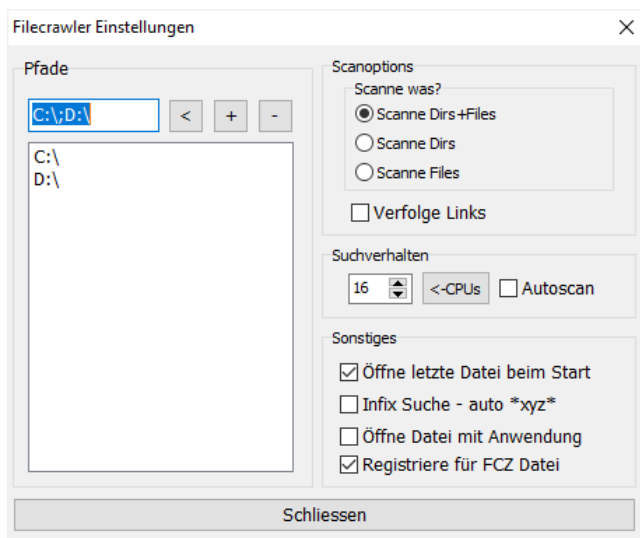 Filecrawler Einstellungen
Pfade
C:\;D:\
< + -
C:\
D:\
Scanoptions
Scanne was?
Scanne Dirs+Files
Scanne Dirs
Scanne Files
Verfolge Links
Suchverhalten
16 <-CPUs Autoscan
Sonstiges
Öffne letzte Datei beim Start
Infix Suche - auto *xyz*
Öffne Datei mit Anwendung
Registriere für FCZ Datei
Schliessen